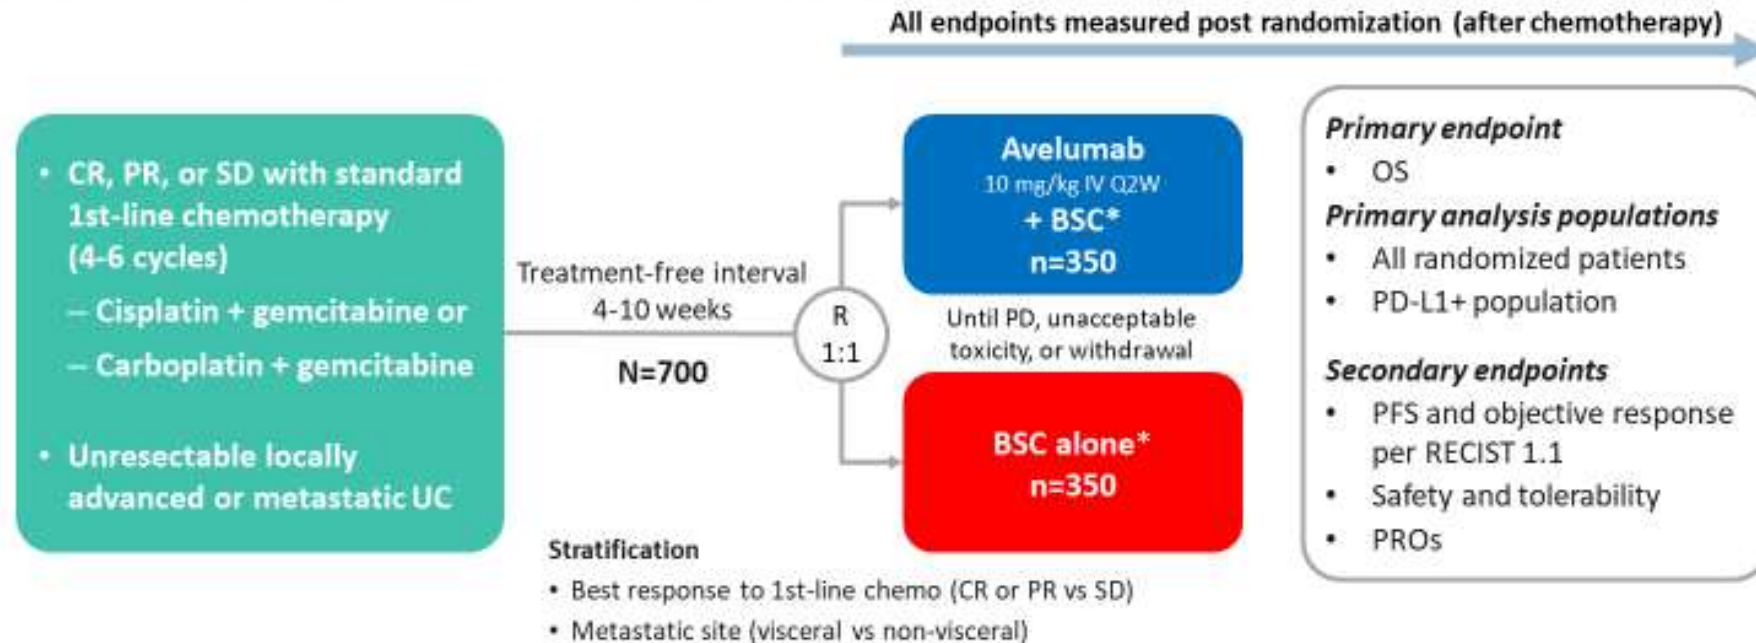 All endpoints measured post randomization (after chemotherapy)
• CR, PR, or SD with standard
1st-line chemotherapy
(4-6 cycles)
– Cisplatin + gemcitabine or
– Carboplatin + gemcitabine
• Unresectable locally
advanced or metastatic UC
Treatment-free interval
4-10 weeks
N=700
R
1:1
Avelumab
10 mg/kg IV Q2W
+ BSC*
n=350
Until PD, unacceptable
toxicity, or withdrawal
BSC alone*
n=350
Stratification
• Best response to 1st-line chemo (CR or PR vs SD)
• Metastatic site (visceral vs non-visceral)
Primary endpoint
• OS
Primary analysis populations
• All randomized patients
• PD-L1+ population
Secondary endpoints
• PFS and objective response
per RECIST 1.1
• Safety and tolerability
• PROs